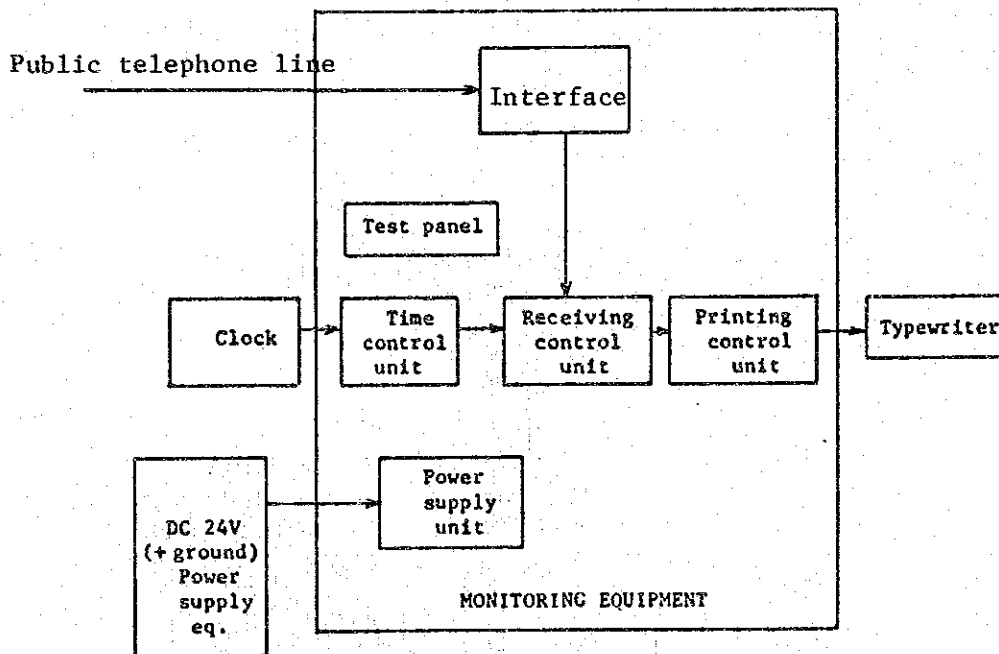 Public telephone line
Interface
Test panel
Clock
Time
control
unit
Receiving
control
unit
Printing
control
unit
Typewriter
DC 24V
(+ ground)
Power
supply
eq.
Power
supply
unit
MONITORING EQUIPMENT